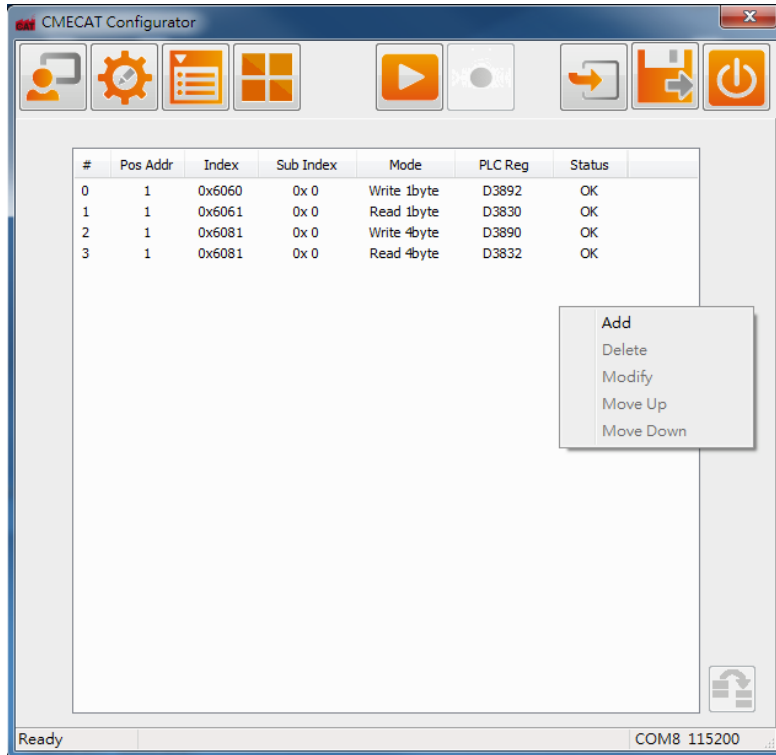 CAT CMECAT Configurator
# Pos Addr Index Sub Index Mode PLC Reg Status
0 1 0x6060 0x 0 Write 1byte D3892 OK
1 1 0x6061 0x 0 Read 1byte D3830 OK
2 1 0x6081 0x 0 Write 4byte D3890 OK
3 1 0x6081 0x 0 Read 4byte D3832 OK
Add
Delete
Modify
Move Up
Move Down
Ready COM8 115200